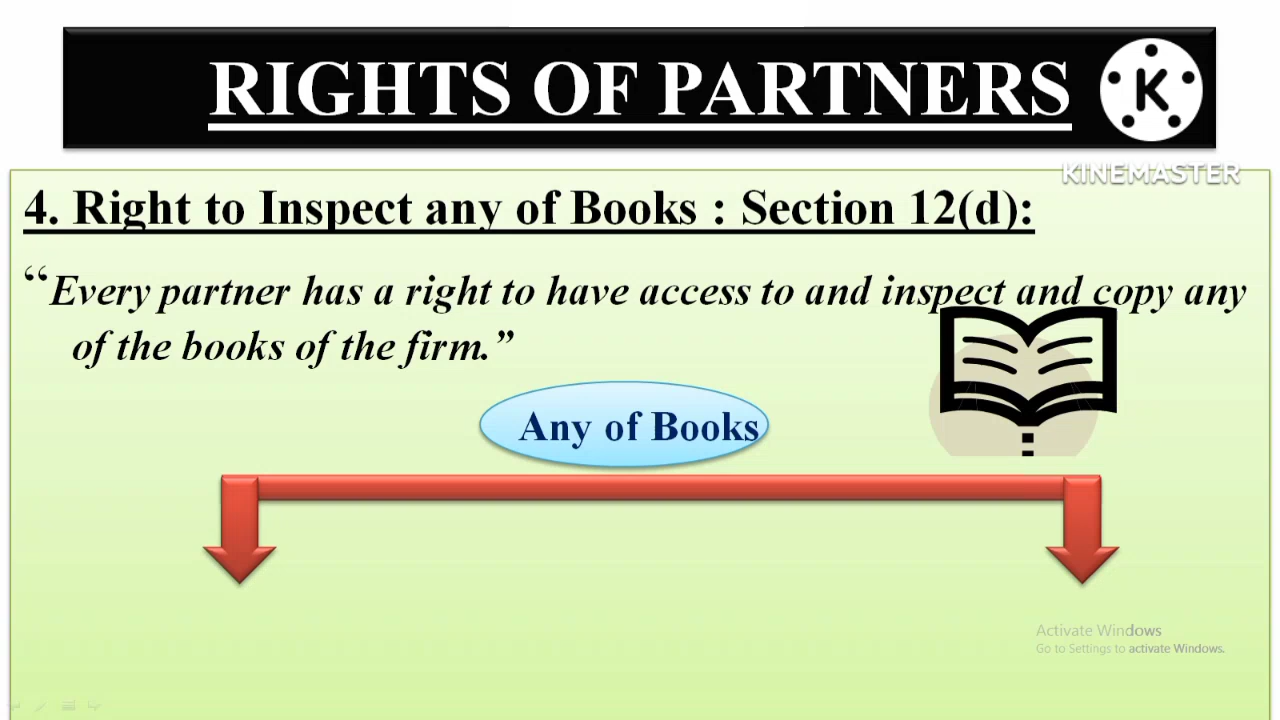 RIGHTS OF PARTNERS
K
KINEMASTER
4. Right to Inspect any of Books : Section 12(d):
“Every partner has a right to have access to and inspect and copy any
of the books of the firm.”
Any of Books
Activate Windows
Go to Settings to activate Windows.